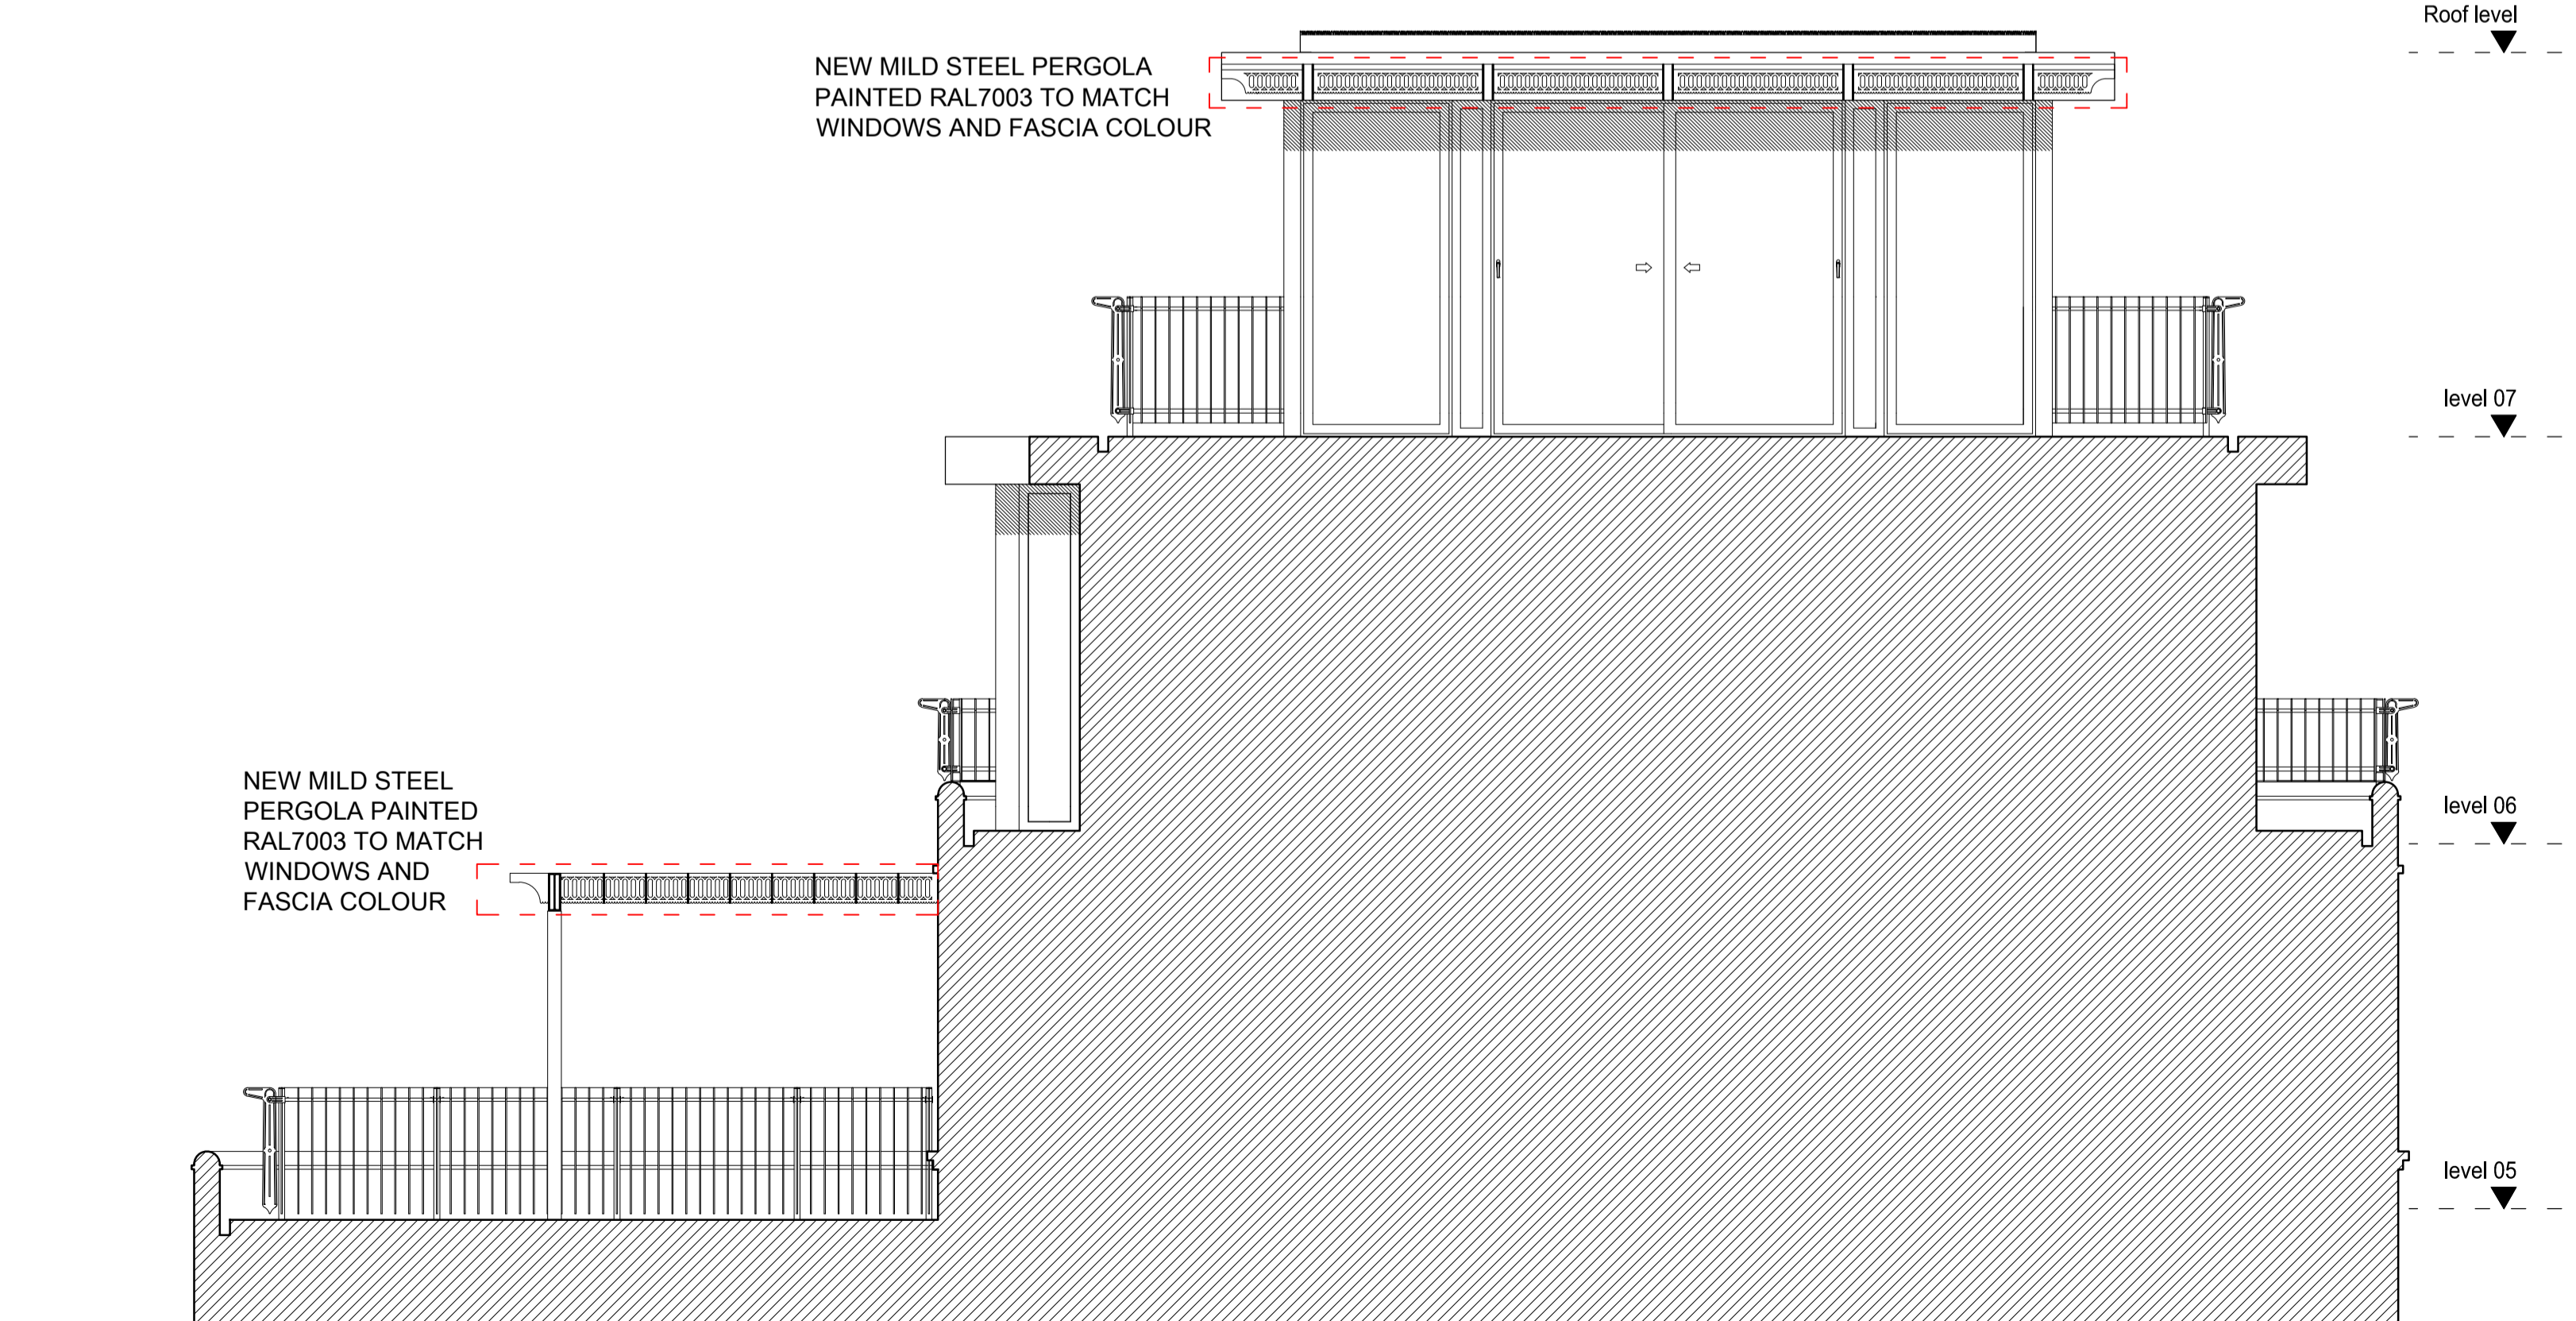 Roof level
NEW MILD STEEL PERGOLA
PAINTED RAL7003 TO MATCH
WINDOWS AND FASCIA COLOUR
level 07
NEW MILD STEEL
PERGOLA PAINTED
RAL7003 TO MATCH
WINDOWS AND
FASCIA COLOUR
level 06
level 05